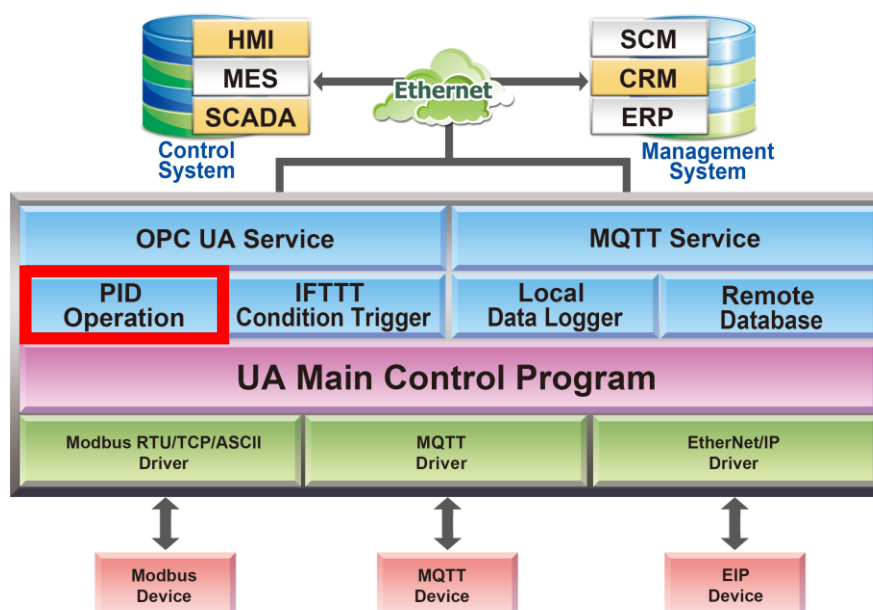 HMI
MES
SCADA
Control
System
Ethernet
SCM
CRM
ERP
Management
System
OPC UA Service
MQTT Service
PID
Operation
IFTTT
Condition Trigger
Local
Data Logger
Remote
Database
UA Main Control Program
Modbus RTU/TCP/ASCII
Driver
MQTT
Driver
EtherNet/IP
Driver
Modbus
Device
MQTT
Device
EIP
Device